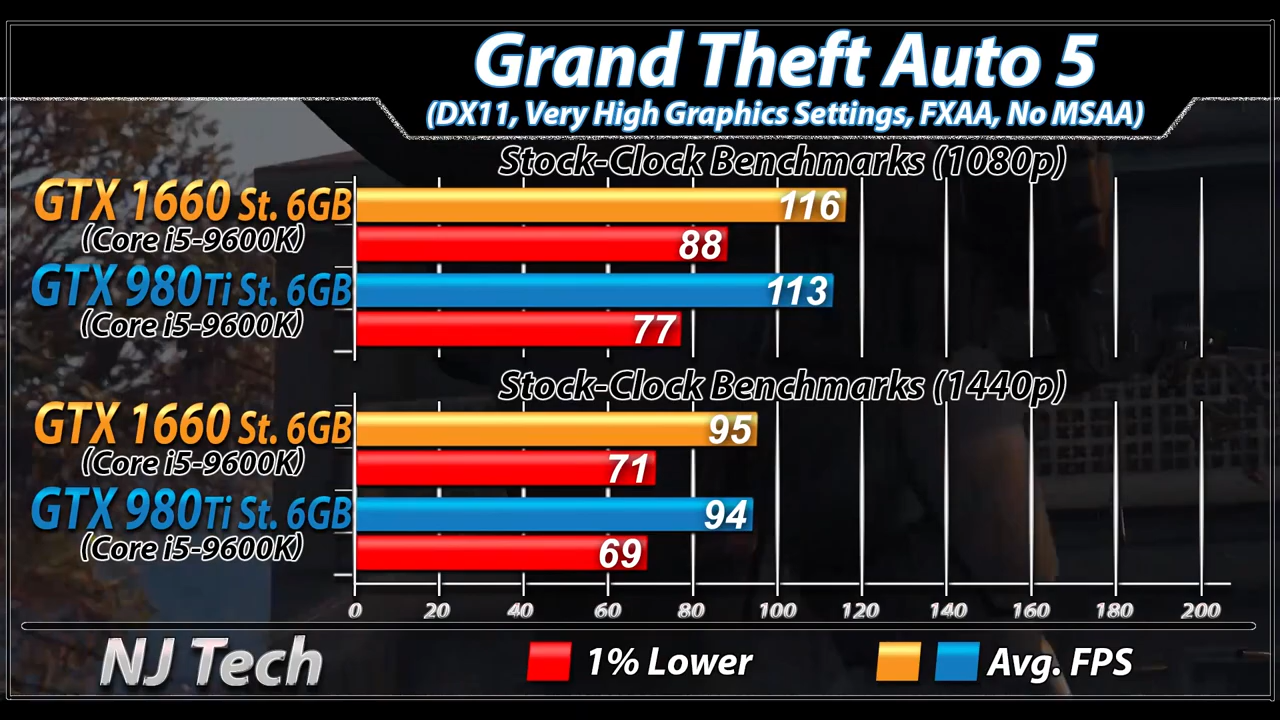 Grand Theft Auto 5
(DX11, Very High Graphics Settings, FXAA, No MSAA)
Stock-Clock Benchmarks (1080p)
GTX 1660 St. 6GB
116
(Core i5-9600K)
88
GTX 980Ti St. 6GB
113
(Core i5-9600K)
77
Stock-Clock Benchmarks (1440p)
GTX 1660 St. 6GB
95
(Core i5-9600K)
71
GTX 980Ti St. 6GB
94
(Core i5-9600K)
69
0 20 40 60 80 100 120 140 160 180 200
NJ Tech
1% Lower
Avg. FPS